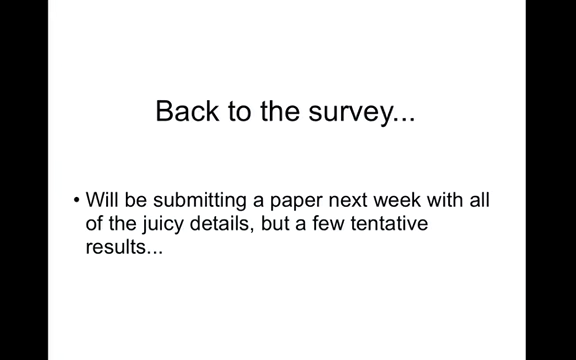 Back to the survey...
• Will be submitting a paper next week with all
of the juicy details, but a few tentative
results...